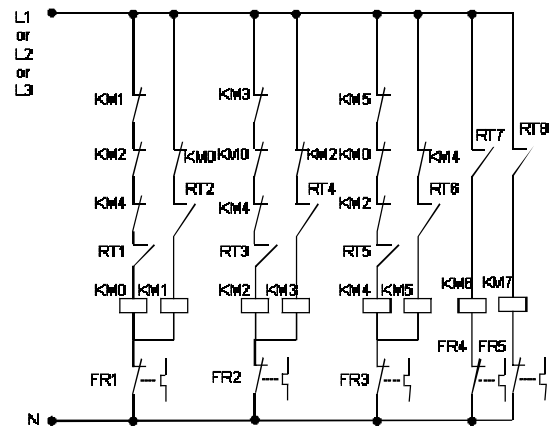 L1
or
L2
or
L3
KM1 KM3 KM5
RT7 RT8
KM2 KM0 KM0 KM2 KM0 KM4
RT2 RT4 RT6
KM4 KM4 KM2
RT1 RT3 RT5
KM0 KM1 KM2 KM3 KM4 KM5 KM6 KM7
FR4 FR5
FR1 FR2 FR3
N